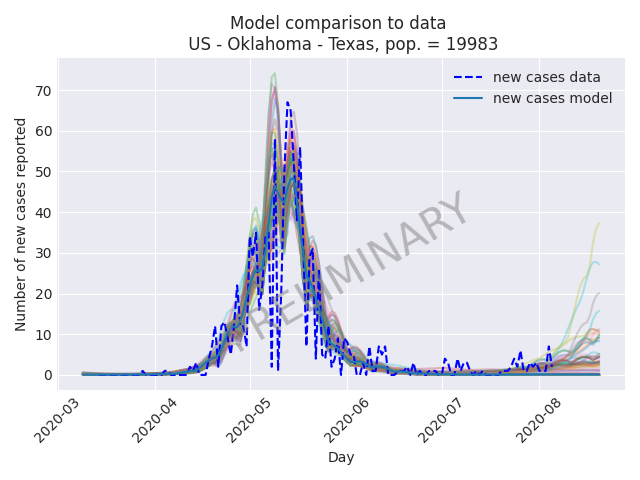 Model comparison to data
US - Oklahoma - Texas, pop. = 19983
new cases data
new cases model
Number of new cases reported
70
60
50
40
30
20
10
0
PRELIMINARY
2020-03
2020-04
2020-05
2020-06
2020-07
2020-08
Day